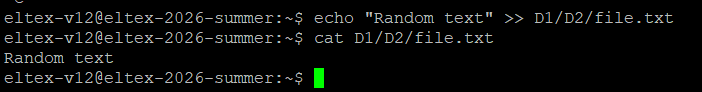 eltex-v12@eltex-2026-summer:~$ echo "Random text" >> D1/D2/file.txt
eltex-v12@eltex-2026-summer:~$ cat D1/D2/file.txt
Random text
eltex-v12@eltex-2026-summer:~$